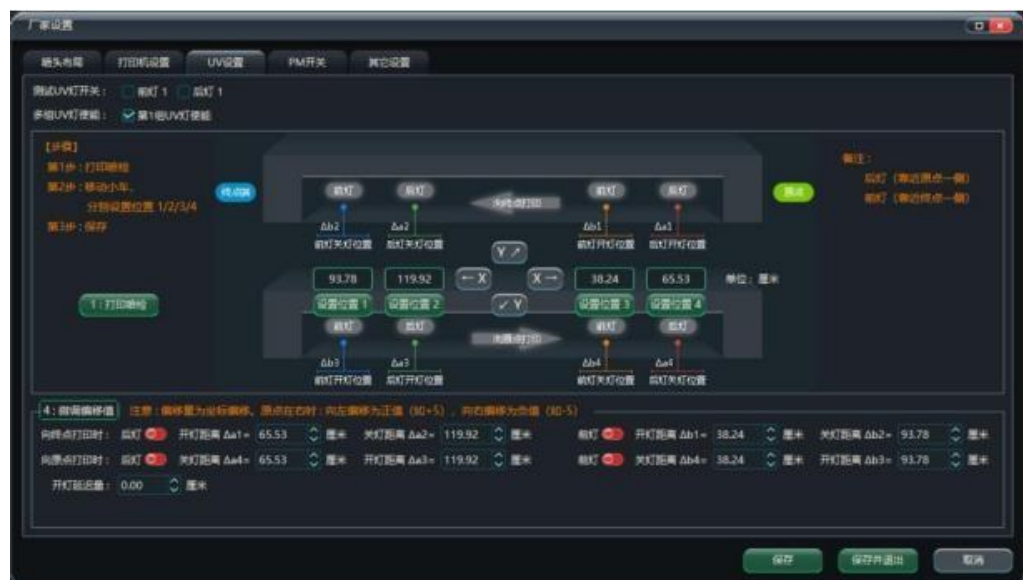 厂家设置
喷头布局 打印机设置 UV设置 PM开关 其它设置
测试UV灯开关： 前灯 1 后灯 1
多组UV灯使能： 第1组UV灯使能
【步骤】
第1步：打印喷检
第2步：移动小车、
分别设置位置 1/2/3/4
第3步：保存
备注：
后灯（靠近原点一侧）
前灯（靠近终点一侧）
终点端 原点
前灯 后灯 向终点打印 前灯 后灯
Δb2 Δa2 Δb1 Δa1
前灯关灯位置 后灯关灯位置 前灯开灯位置 后灯开灯位置
Y↗
93.78 119.92 ←X X→ 38.24 65.53 单位：厘米
1：打印喷检 设置位置 1 设置位置 2 ↙Y 设置位置 3 设置位置 4
前灯 后灯 向原点打印 前灯 后灯
Δb3 Δa3 Δb4 Δa4
前灯开灯位置 后灯开灯位置 前灯关灯位置 后灯关灯位置
4：微调偏移值 注意：偏移量为坐标偏移、原点在右时：向左偏移为正值（如+5），向右偏移为负值（如-5）
向终点打印时： 后灯 开灯距离 Δa1= 65.53 厘米 关灯距离 Δa2= 119.92 厘米 前灯 开灯距离 Δb1= 38.24 厘米 关灯距离 Δb2= 93.78 厘米
向原点打印时： 后灯 关灯距离 Δa4= 65.53 厘米 开灯距离 Δa3= 119.92 厘米 前灯 关灯距离 Δb4= 38.24 厘米 开灯距离 Δb3= 93.78 厘米
开灯延迟量： 0.00 厘米
保存 保存并退出 取消